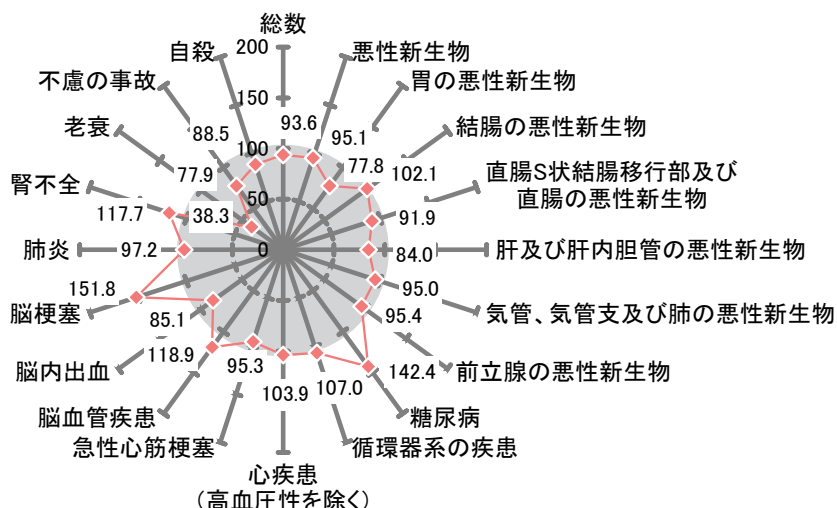 総数
200
150
100
50
0
悪性新生物
胃の悪性新生物
結腸の悪性新生物
直腸S状結腸移行部及び
直腸の悪性新生物
肝及び肝内胆管の悪性新生物
気管、気管支及び肺の悪性新生物
前立腺の悪性新生物
糖尿病
循環器系の疾患
心疾患
(高血圧性を除く)
急性心筋梗塞
脳血管疾患
脳内出血
脳梗塞
肺炎
腎不全
老衰
不慮の事故
自殺
93.6
95.1
77.8
102.1
91.9
84.0
95.0
95.4
142.4
107.0
103.9
95.3
118.9
85.1
151.8
97.2
117.7
38.3
77.9
88.5